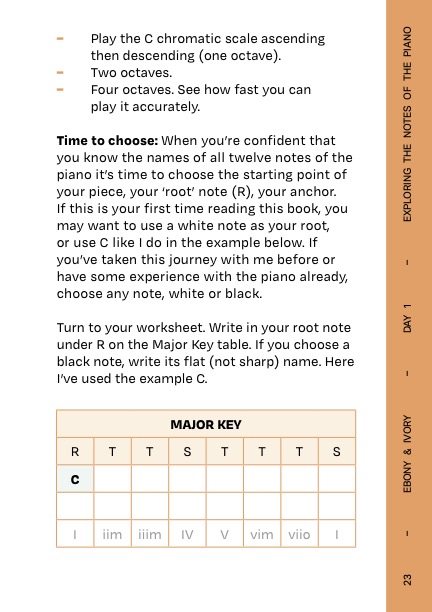 – Play the C chromatic scale ascending
then descending (one octave).
– Two octaves.
– Four octaves. See how fast you can
play it accurately.
Time to choose: When you’re confident that
you know the names of all twelve notes of the
piano it’s time to choose the starting point of
your piece, your ‘root’ note (R), your anchor.
If this is your first time reading this book, you
may want to use a white note as your root,
or use C like I do in the example below. If
you’ve taken this journey with me before or
have some experience with the piano already,
choose any note, white or black.
Turn to your worksheet. Write in your root note
under R on the Major Key table. If you choose a
black note, write its flat (not sharp) name. Here
I’ve used the example C.
MAJOR KEY
R T T S T T T S
C
I iim iiim IV V vim viio I
23 – EBONY & IVORY – DAY 1 – EXPLORING THE NOTES OF THE PIANO